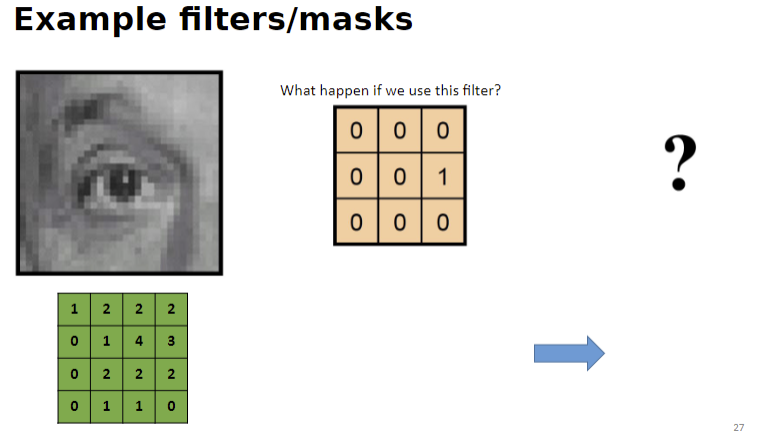 Example filters/masks
What happen if we use this filter?
0 0 0
0 0 1
0 0 0
?
1 2 2 2
0 1 4 3
0 2 2 2
0 1 1 0
27